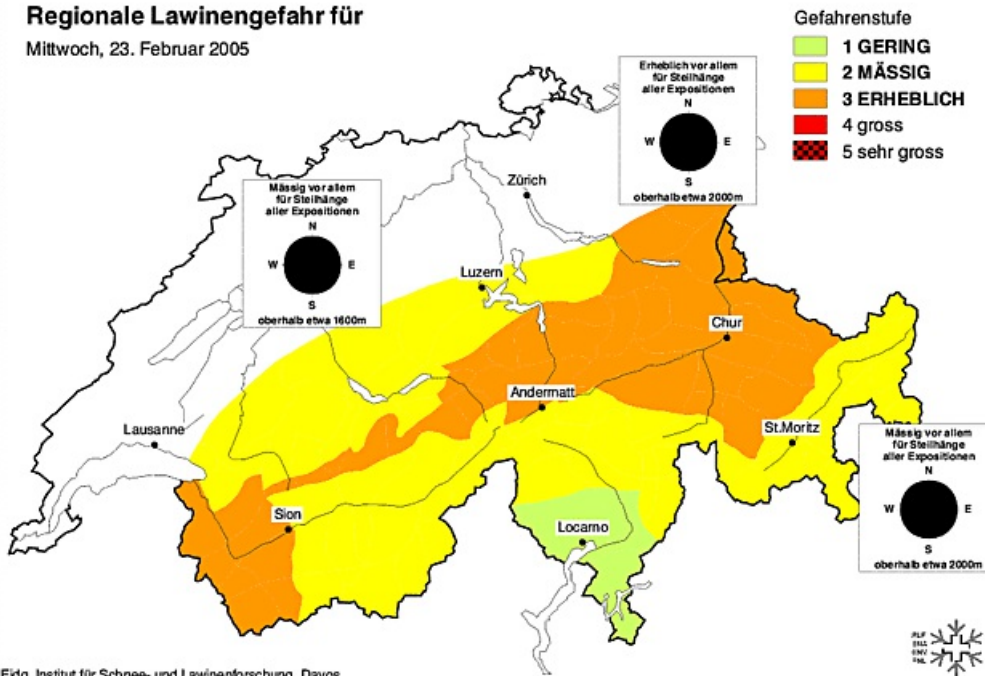 Regionale Lawinengefahr für
Mittwoch, 23. Februar 2005
Gefahrenstufe
1 GERING
2 MÄSSIG
3 ERHEBLICH
4 gross
5 sehr gross
Erheblich vor allem
für Steilhänge
aller Expositionen
N
W E
S
oberhalb etwa 2000m
Mässig vor allem
für Steilhänge
aller Expositionen
N
W E
S
oberhalb etwa 1600m
Zürich
Luzern
Chur
Andermatt
Lausanne
St.Moritz
Sion
Locarno
Mässig vor allem
für Steilhänge
aller Expositionen
N
W E
S
oberhalb etwa 2000m
Eidg. Institut für Schnee- und Lawinenforschung, Davos
SLF